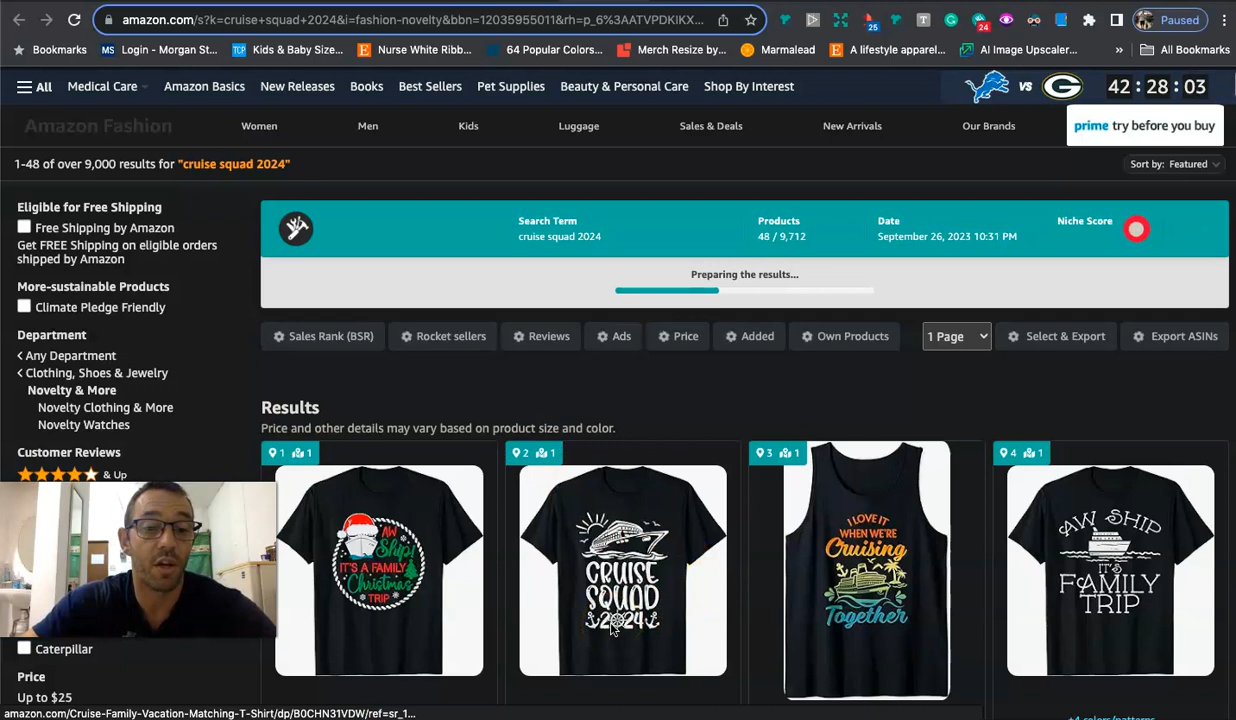 amazon.com/s?k=cruise+squad+2024&i=fashion-novelty&bbn=12035955011&rh=p_6%3AATVPDKIKX...
25
24
Paused
Bookmarks
Login - Morgan St...
Kids & Baby Size...
Nurse White Ribb...
64 Popular Colors...
Merch Resize by...
Marmalead
A lifestyle apparel...
AI Image Upscaler...
»
All Bookmarks
All
Medical Care
Amazon Basics
New Releases
Books
Best Sellers
Pet Supplies
Beauty & Personal Care
Shop By Interest
VS
42 : 28 : 03
Amazon Fashion
Women
Men
Kids
Luggage
Sales & Deals
New Arrivals
Our Brands
prime try before you buy
1-48 of over 9,000 results for "cruise squad 2024"
Sort by: Featured
Eligible for Free Shipping
Free Shipping by Amazon
Get FREE Shipping on eligible orders
shipped by Amazon
More-sustainable Products
Climate Pledge Friendly
Department
Any Department
Clothing, Shoes & Jewelry
Novelty & More
Novelty Clothing & More
Novelty Watches
Customer Reviews
& Up
Caterpillar
Price
Up to $25
Search Term
cruise squad 2024
Products
48 / 9,712
Date
September 26, 2023 10:31 PM
Niche Score
Preparing the results...
Sales Rank (BSR)
Rocket sellers
Reviews
Ads
Price
Added
Own Products
1 Page
Select & Export
Export ASINs
Results
Price and other details may vary based on product size and color.
1 1
2 1
3 1
4 1
AW
Ship!
IT'S A FAMILY
Christmas
TRIP
CRUISE
SQUAD
2024
I LOVE IT
WHEN WE'RE
Cruising
Together
AW SHIP
IT'S
FAMILY
TRIP
+4 colors/patterns
amazon.com/Cruise-Family-Vacation-Matching-T-Shirt/dp/B0CHN31VDW/ref=sr_1...